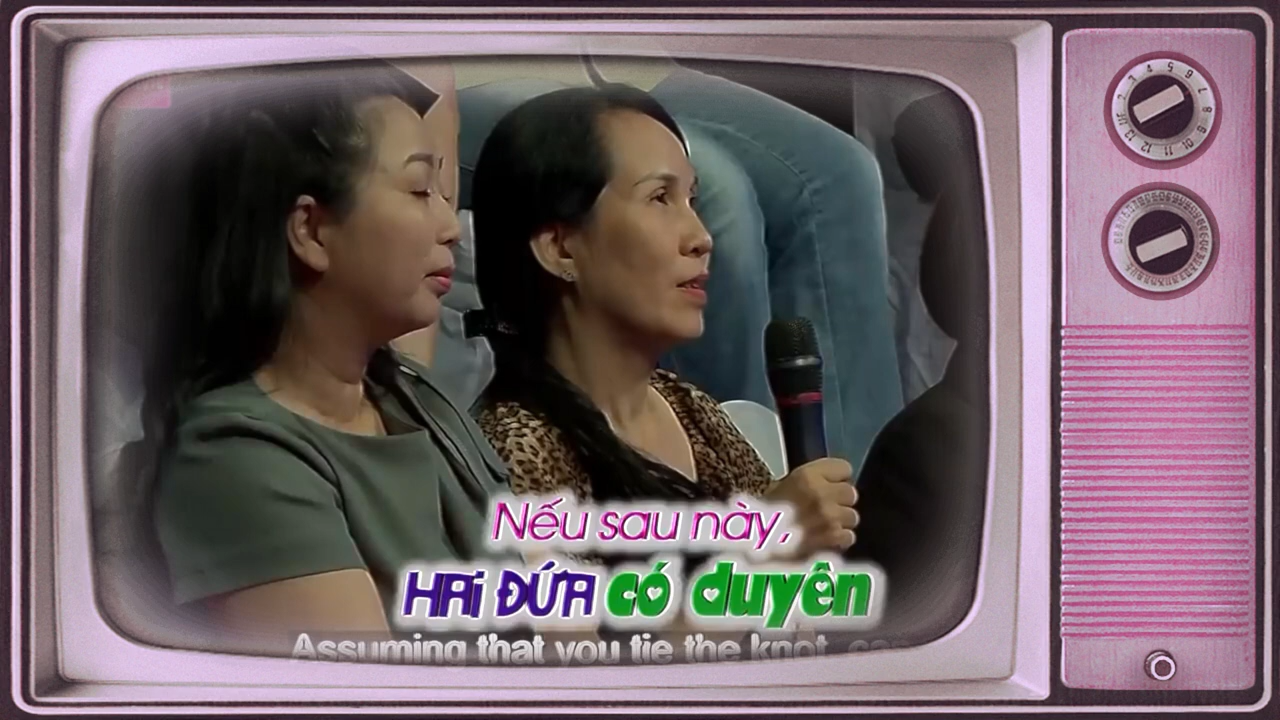 Nếu sau này,
HAI ĐỨA có duyên
Assuming that you tie the knot,